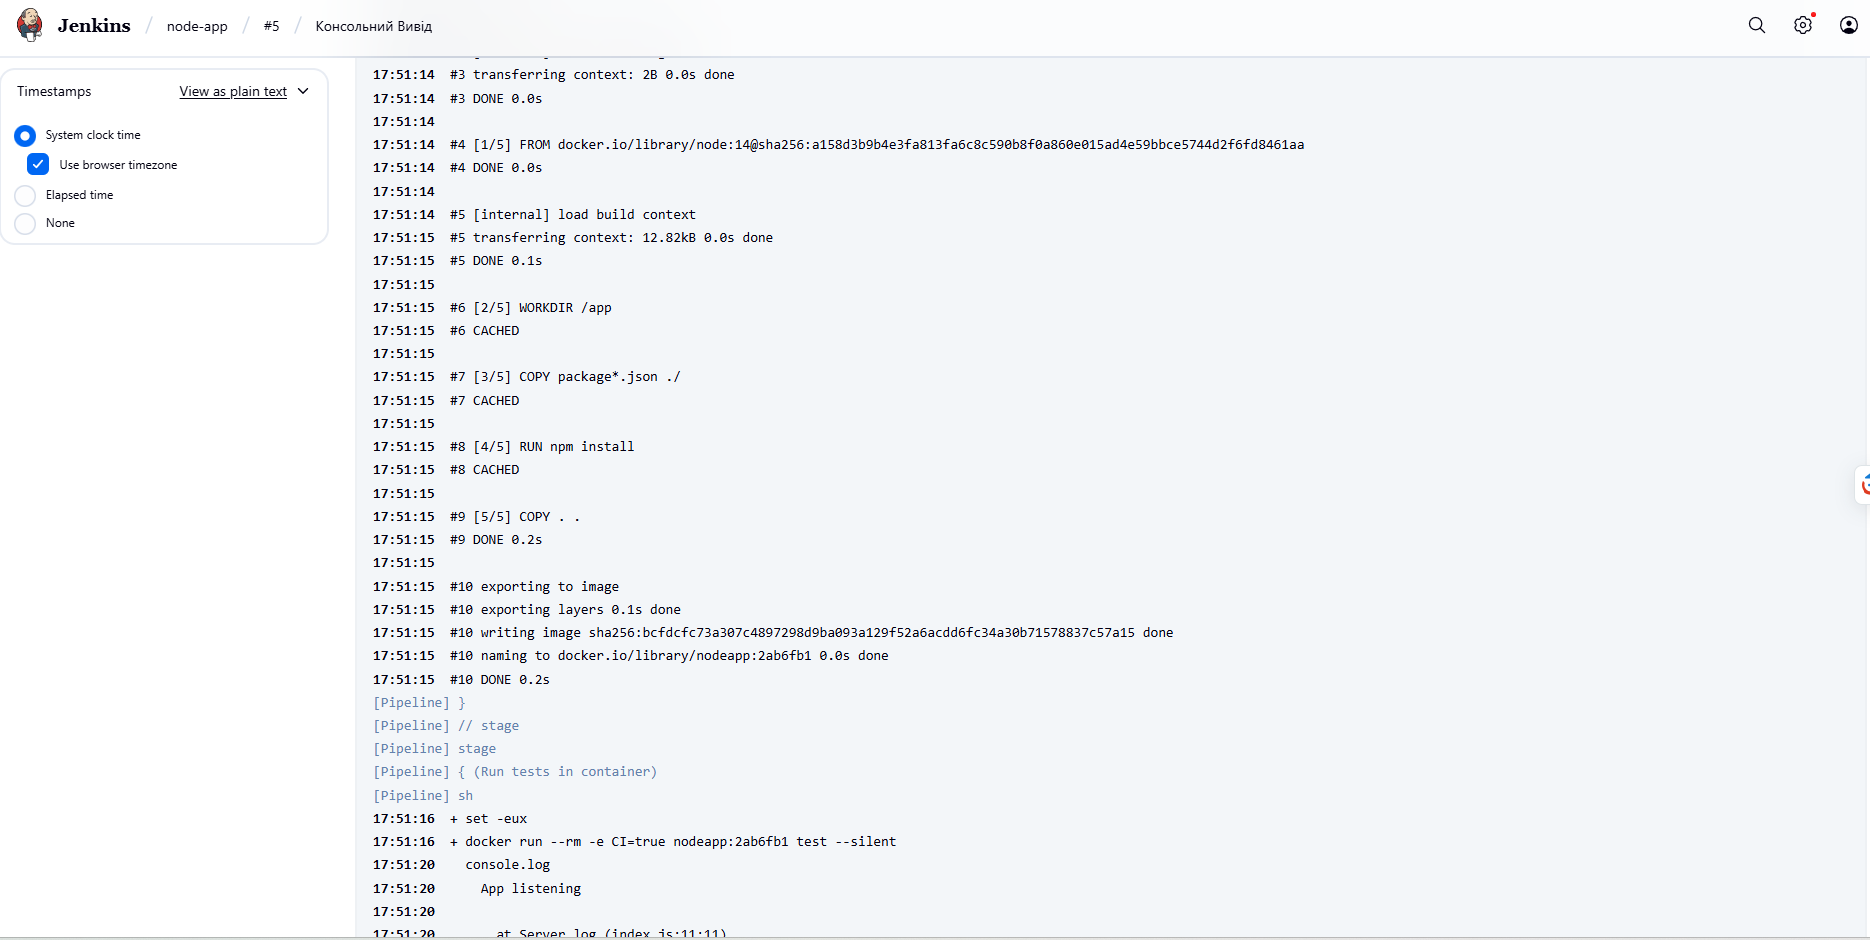 Jenkins / node-app / #5 / Консольний Вивід
Timestamps
View as plain text
System clock time
Use browser timezone
Elapsed time
None
17:51:14 #3 transferring context: 2B 0.0s done
17:51:14 #3 DONE 0.0s
17:51:14
17:51:14 #4 [1/5] FROM docker.io/library/node:14@sha256:a158d3b9b4e3fa813fa6c8c590b8f0a860e015ad4e59bbce5744d2f6fd8461aa
17:51:14 #4 DONE 0.0s
17:51:14
17:51:14 #5 [internal] load build context
17:51:15 #5 transferring context: 12.82kB 0.0s done
17:51:15 #5 DONE 0.1s
17:51:15
17:51:15 #6 [2/5] WORKDIR /app
17:51:15 #6 CACHED
17:51:15
17:51:15 #7 [3/5] COPY package*.json ./
17:51:15 #7 CACHED
17:51:15
17:51:15 #8 [4/5] RUN npm install
17:51:15 #8 CACHED
17:51:15
17:51:15 #9 [5/5] COPY . .
17:51:15 #9 DONE 0.2s
17:51:15
17:51:15 #10 exporting to image
17:51:15 #10 exporting layers 0.1s done
17:51:15 #10 writing image sha256:bcfdcfc73a307c4897298d9ba093a129f52a6acdd6fc34a30b71578837c57a15 done
17:51:15 #10 naming to docker.io/library/nodeapp:2ab6fb1 0.0s done
17:51:15 #10 DONE 0.2s
[Pipeline] }
[Pipeline] // stage
[Pipeline] stage
[Pipeline] { (Run tests in container)
[Pipeline] sh
17:51:16 + set -eux
17:51:16 + docker run --rm -e CI=true nodeapp:2ab6fb1 test --silent
17:51:20 console.log
17:51:20 App listening
17:51:20
17:51:20 at Server.log (index.js:11:11)